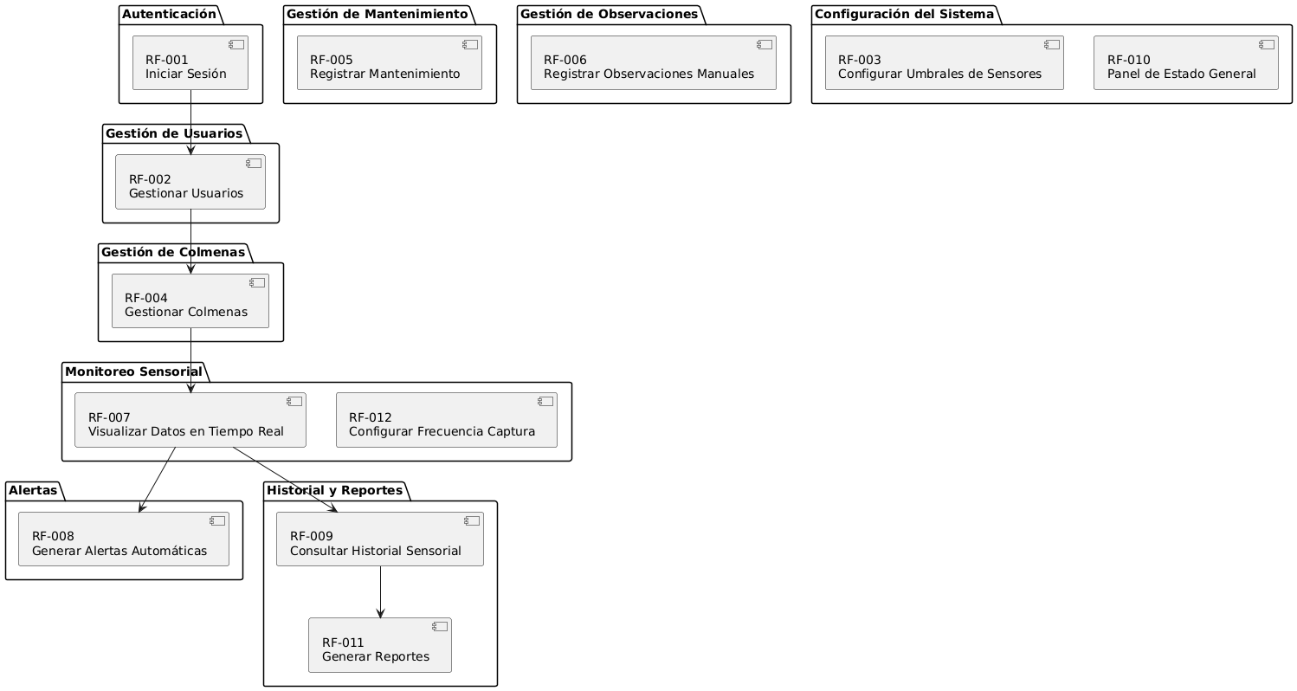 Autenticación
RF-001
Iniciar Sesión
Gestión de Mantenimiento
RF-005
Registrar Mantenimiento
Gestión de Observaciones
RF-006
Registrar Observaciones Manuales
Configuración del Sistema
RF-003
Configurar Umbrales de Sensores
RF-010
Panel de Estado General
Gestión de Usuarios
RF-002
Gestionar Usuarios
Gestión de Colmenas
RF-004
Gestionar Colmenas
Monitoreo Sensorial
RF-007
Visualizar Datos en Tiempo Real
RF-012
Configurar Frecuencia Captura
Alertas
RF-008
Generar Alertas Automáticas
Historial y Reportes
RF-009
Consultar Historial Sensorial
RF-011
Generar Reportes